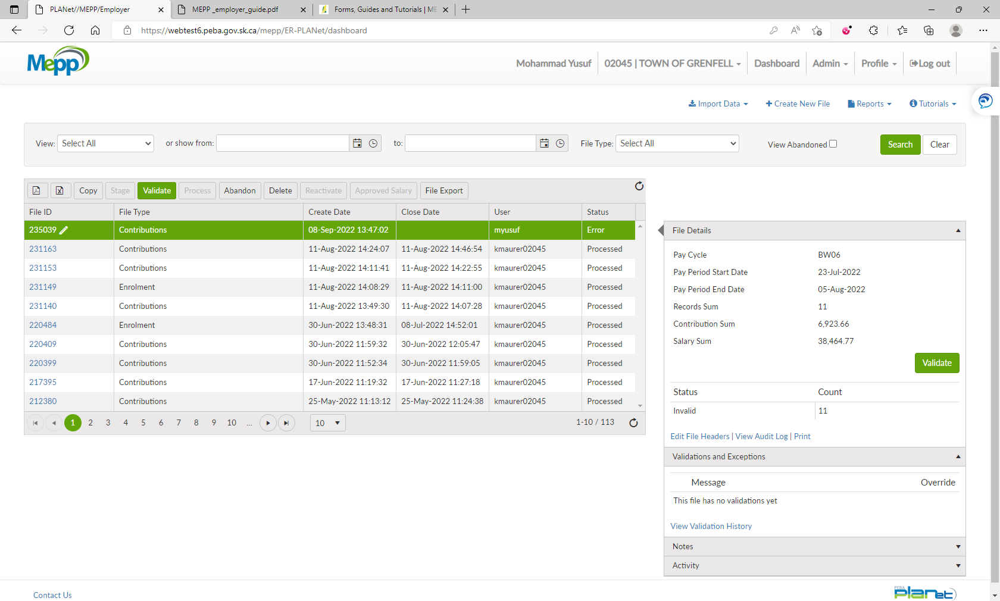 PLANet//MEPP/Employer
MEPP _employer_guide.pdf
Forms, Guides and Tutorials | ME
https://webtest6.peba.gov.sk.ca/mepp/ER-PLANet/dashboard
Mepp
Mohammad Yusuf
02045 | TOWN OF GRENFELL
Dashboard
Admin
Profile
Log out
Import Data
Create New File
Reports
Tutorials
View: Select All or show from: to: File Type: Select All View Abandoned Search Clear
Copy Stage Validate Process Abandon Delete Reactivate Approved Salary File Export
File ID File Type Create Date Close Date User Status
235039 Contributions 08-Sep-2022 13:47:02 myusuf Error
231163 Contributions 11-Aug-2022 14:24:07 11-Aug-2022 14:46:54 kmaurer02045 Processed
231153 Contributions 11-Aug-2022 14:11:41 11-Aug-2022 14:22:55 kmaurer02045 Processed
231149 Enrolment 11-Aug-2022 14:08:29 11-Aug-2022 14:11:00 kmaurer02045 Processed
231140 Contributions 11-Aug-2022 13:49:30 11-Aug-2022 14:07:28 kmaurer02045 Processed
220484 Enrolment 30-Jun-2022 13:48:31 08-Jul-2022 14:52:01 kmaurer02045 Processed
220409 Contributions 30-Jun-2022 11:59:32 30-Jun-2022 12:05:47 kmaurer02045 Processed
220399 Contributions 30-Jun-2022 11:52:34 30-Jun-2022 11:59:05 kmaurer02045 Processed
217395 Contributions 17-Jun-2022 11:19:32 17-Jun-2022 11:27:18 kmaurer02045 Processed
212380 Contributions 25-May-2022 11:13:12 25-May-2022 11:24:38 kmaurer02045 Processed
1 2 3 4 5 6 7 8 9 10 ... 10 1-10 / 113
File Details
Pay Cycle BW06
Pay Period Start Date 23-Jul-2022
Pay Period End Date 05-Aug-2022
Records Sum 11
Contribution Sum 6,923.66
Salary Sum 38,464.77
Validate
Status Count
Invalid 11
Edit File Headers | View Audit Log | Print
Validations and Exceptions
Message Override
This file has no validations yet
View Validation History
Notes
Activity
Contact Us
PEBA
planet